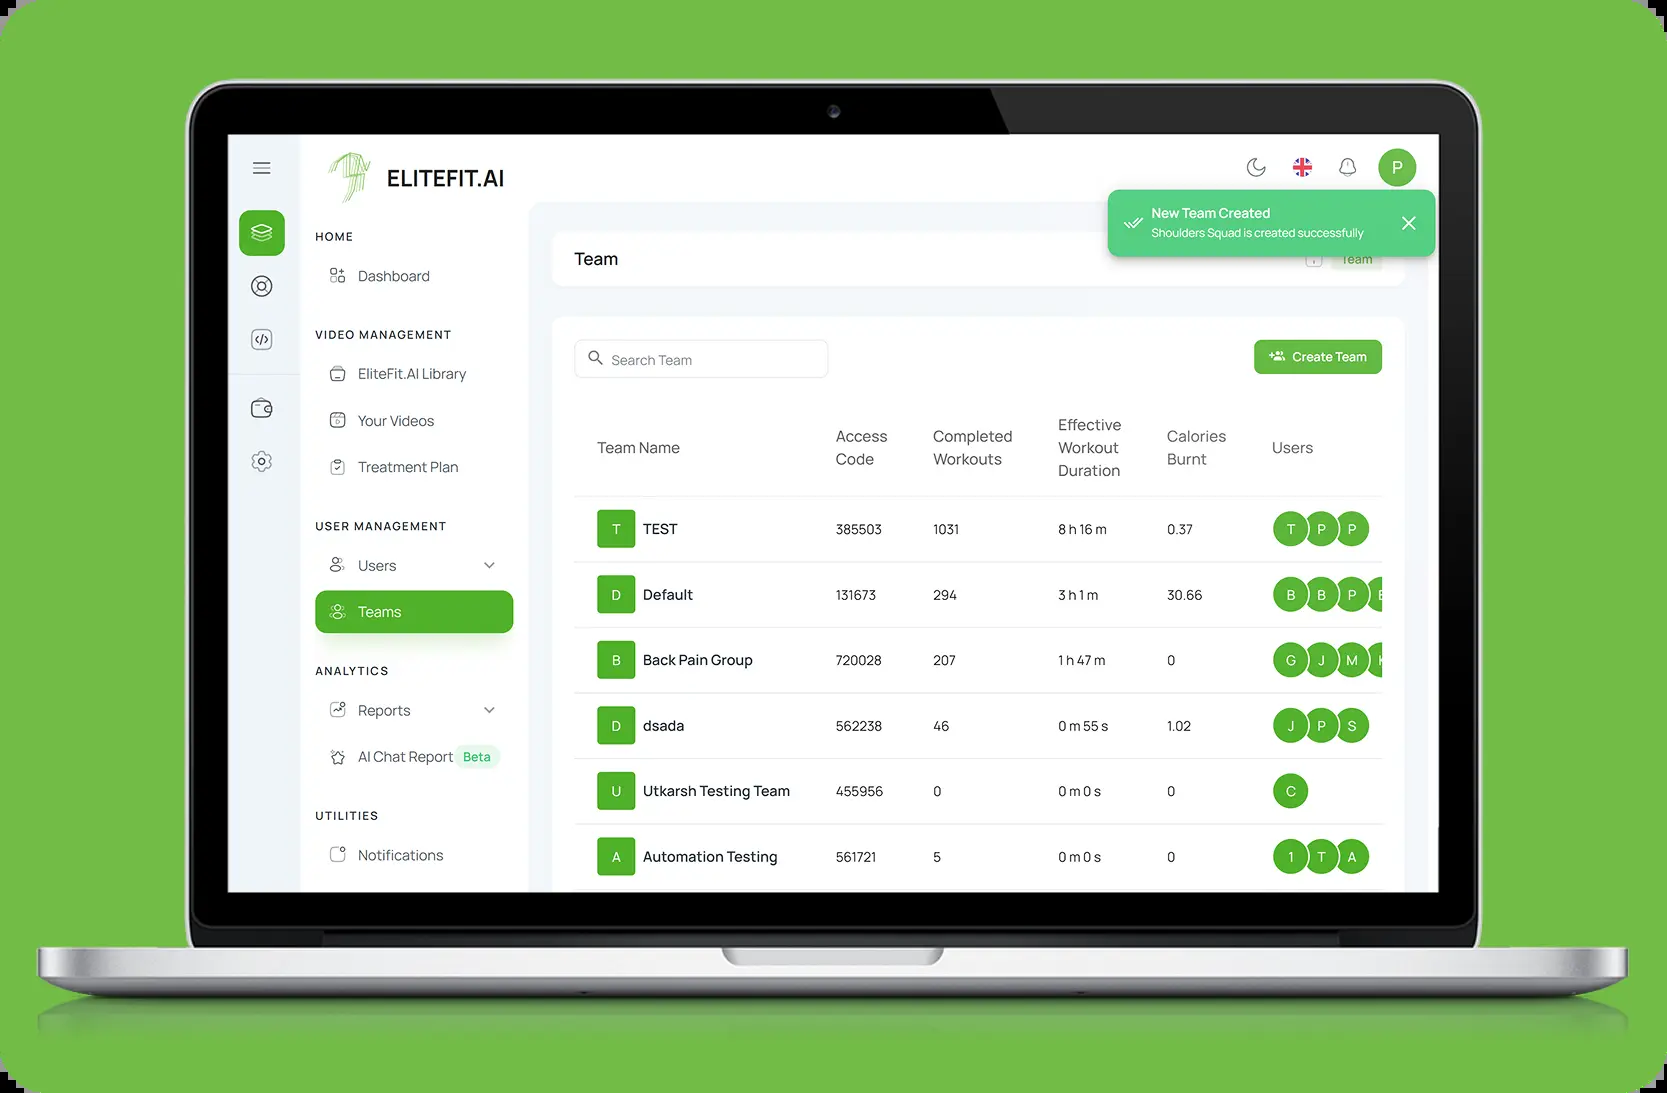 ELITEFIT.AI
P
New Team Created
Shoulders Squad is created successfully
HOME
Dashboard
VIDEO MANAGEMENT
EliteFit.AI Library
Your Videos
Treatment Plan
USER MANAGEMENT
Users
Teams
ANALYTICS
Reports
AI Chat Report Beta
UTILITIES
Notifications
Team
Team
Search Team
Create Team
Team Name
Access Code
Completed Workouts
Effective Workout Duration
Calories Burnt
Users
T TEST 385503 1031 8 h 16 m 0.37 T P P
D Default 131673 294 3 h 1 m 30.66 B B P
B Back Pain Group 720028 207 1 h 47 m 0 G J M
D dsada 562238 46 0 m 55 s 1.02 J P S
U Utkarsh Testing Team 455956 0 0 m 0 s 0 C
A Automation Testing 561721 5 0 m 0 s 0 1 T A